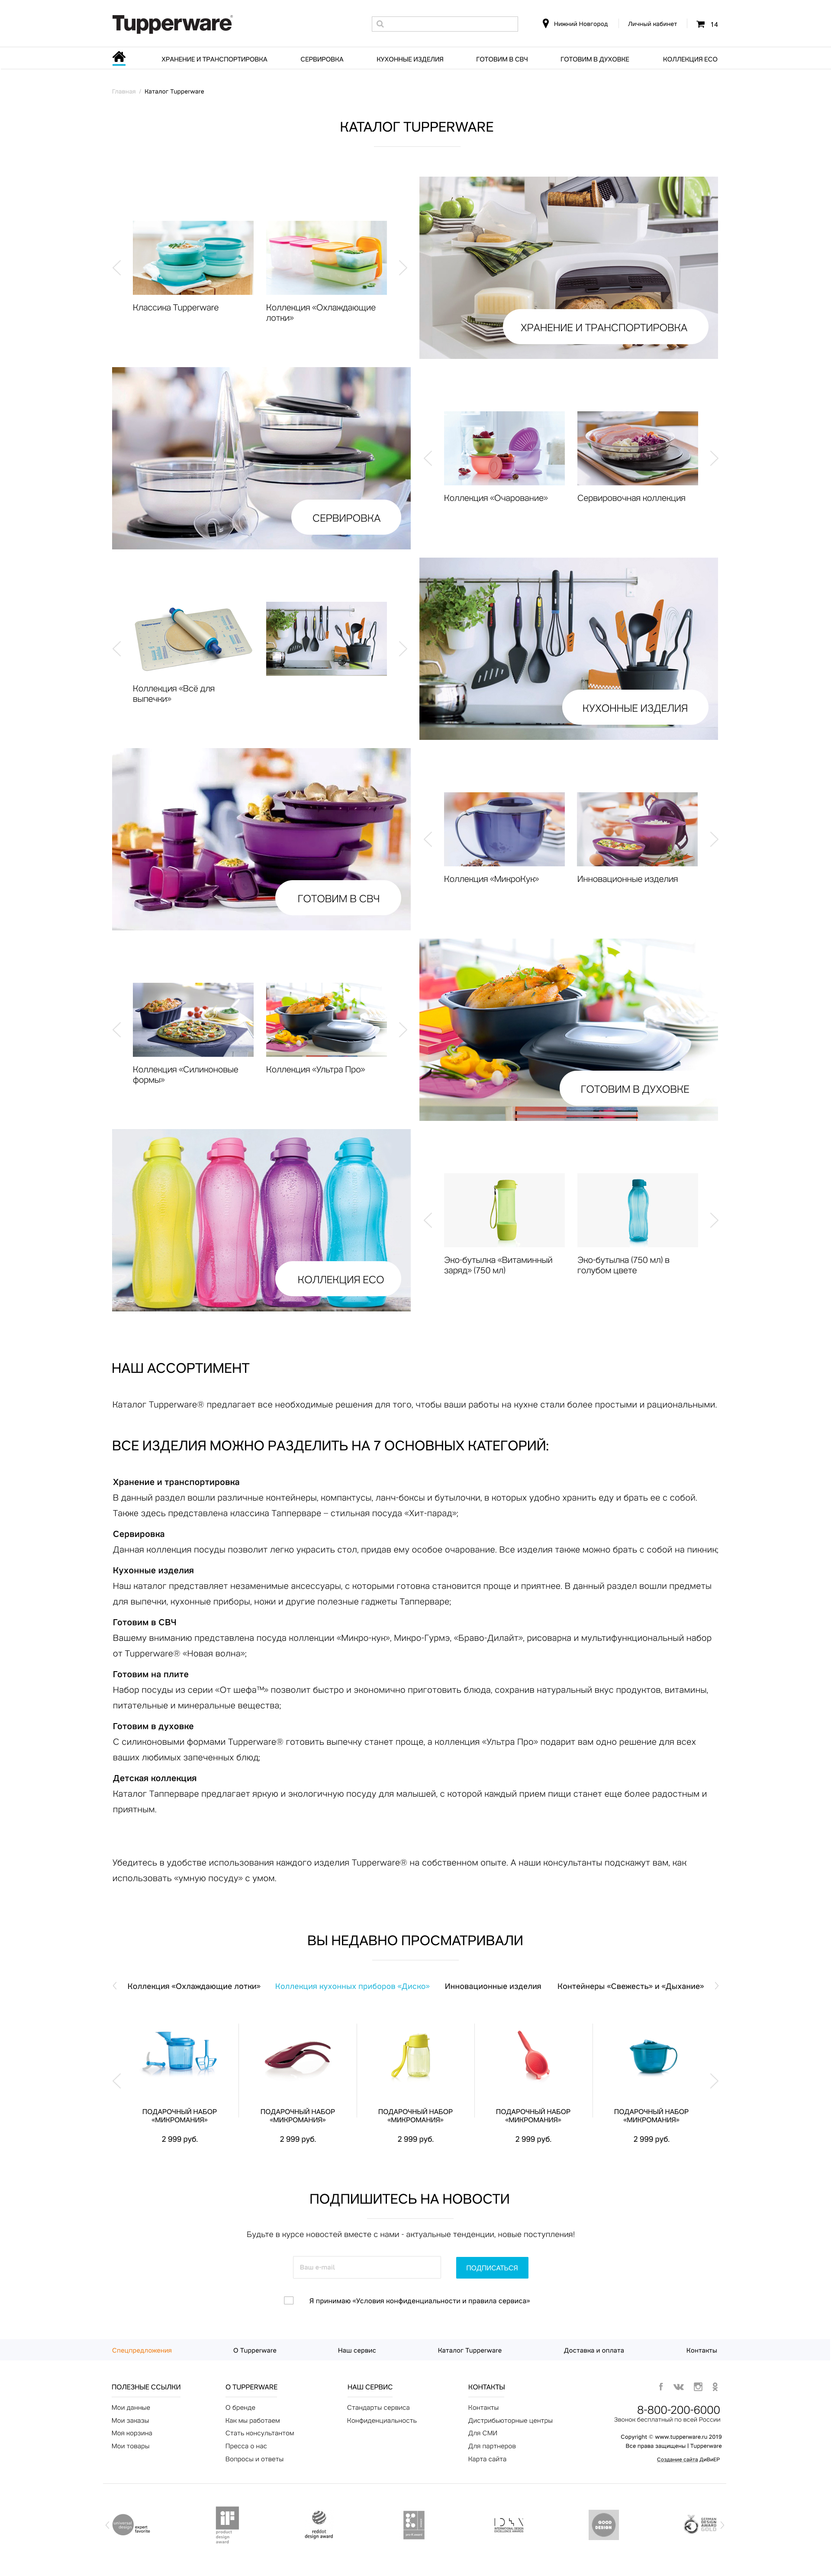 Tupperware
Нижний Новгород
Личный кабинет
14
ХРАНЕНИЕ И ТРАНСПОРТИРОВКА
СЕРВИРОВКА
КУХОННЫЕ ИЗДЕЛИЯ
ГОТОВИМ В СВЧ
ГОТОВИМ В ДУХОВКЕ
КОЛЛЕКЦИЯ ECO
Главная / Каталог Tupperware
КАТАЛОГ TUPPERWARE
Классика Tupperware
Коллекция «Охлаждающие
лотки»
ХРАНЕНИЕ И ТРАНСПОРТИРОВКА
СЕРВИРОВКА
Коллекция «Очарование»
Сервировочная коллекция
Коллекция «Всё для
выпечки»
КУХОННЫЕ ИЗДЕЛИЯ
ГОТОВИМ В СВЧ
Коллекция «МикроКук»
Инновационные изделия
Коллекция «Силиконовые
формы»
Коллекция «Ультра Про»
ГОТОВИМ В ДУХОВКЕ
КОЛЛЕКЦИЯ ECO
Эко-бутылка «Витаминный
заряд» (750 мл)
Эко-бутылка (750 мл) в
голубом цвете
НАШ АССОРТИМЕНТ
Каталог Tupperware® предлагает все необходимые решения для того, чтобы ваши работы на кухне стали более простыми и рациональными.
ВСЕ ИЗДЕЛИЯ МОЖНО РАЗДЕЛИТЬ НА 7 ОСНОВНЫХ КАТЕГОРИЙ:
Хранение и транспортировка
В данный раздел вошли различные контейнеры, компактусы, ланч-боксы и бутылочки, в которых удобно хранить еду и брать ее с собой.
Также здесь представлена классика Тапперваре – стильная посуда «Хит-парад»;
Сервировка
Данная коллекция посуды позволит легко украсить стол, придав ему особое очарование. Все изделия также можно брать с собой на пикник;
Кухонные изделия
Наш каталог представляет незаменимые аксессуары, с которыми готовка становится проще и приятнее. В данный раздел вошли предметы
для выпечки, кухонные приборы, ножи и другие полезные гаджеты Тапперваре;
Готовим в СВЧ
Вашему вниманию представлена посуда коллекции «Микро-кук», Микро-Гурмэ, «Браво-Дилайт», рисоварка и мультифункциональный набор
от Tupperware® «Новая волна»;
Готовим на плите
Набор посуды из серии «От шефа™» позволит быстро и экономично приготовить блюда, сохранив натуральный вкус продуктов, витамины,
питательные и минеральные вещества;
Готовим в духовке
С силиконовыми формами Tupperware® готовить выпечку станет проще, а коллекция «Ультра Про» подарит вам одно решение для всех
ваших любимых запеченных блюд;
Детская коллекция
Каталог Тапперваре предлагает яркую и экологичную посуду для малышей, с которой каждый прием пищи станет еще более радостным и
приятным.
Убедитесь в удобстве использования каждого изделия Tupperware® на собственном опыте. А наши консультанты подскажут вам, как
использовать «умную посуду» с умом.
ВЫ НЕДАВНО ПРОСМАТРИВАЛИ
Коллекция «Охлаждающие лотки»
Коллекция кухонных приборов «Диско»
Инновационные изделия
Контейнеры «Свежесть» и «Дыхание»
ПОДАРОЧНЫЙ НАБОР
«МИКРОМАНИЯ»
2 999 руб.
ПОДАРОЧНЫЙ НАБОР
«МИКРОМАНИЯ»
2 999 руб.
ПОДАРОЧНЫЙ НАБОР
«МИКРОМАНИЯ»
2 999 руб.
ПОДАРОЧНЫЙ НАБОР
«МИКРОМАНИЯ»
2 999 руб.
ПОДАРОЧНЫЙ НАБОР
«МИКРОМАНИЯ»
2 999 руб.
ПОДПИШИТЕСЬ НА НОВОСТИ
Будьте в курсе новостей вместе с нами - актуальные тенденции, новые поступления!
Ваш e-mail
ПОДПИСАТЬСЯ
Я принимаю «Условия конфиденциальности и правила сервиса»
Спецпредложения
О Tupperware
Наш сервис
Каталог Tupperware
Доставка и оплата
Контакты
ПОЛЕЗНЫЕ ССЫЛКИ
Мои данные
Мои заказы
Моя корзина
Мои товары
О TUPPERWARE
О бренде
Как мы работаем
Стать консультантом
Пресса о нас
Вопросы и ответы
НАШ СЕРВИС
Стандарты сервиса
Конфиденциальность
КОНТАКТЫ
Контакты
Дистрибьюторные центры
Для СМИ
Для партнеров
Карта сайта
8-800-200-6000
Звонок бесплатный по всей России
Copyright © www.tupperware.ru 2019
Все права защищены | Tupperware
Создание сайта ДиВиЕР
expert
favorite
iF
product
design
award
reddot
design award
IDEA
GOOD
DESIGN